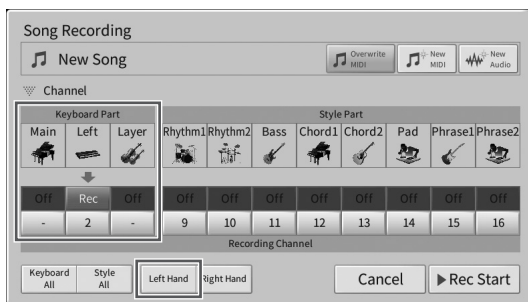 Song Recording
New Song
Overwrite MIDI
New MIDI
New Audio
Channel
Keyboard Part Style Part
Main Left Layer Rhythm1 Rhythm2 Bass Chord1 Chord2 Pad Phrase1 Phrase2
Off Rec Off Off Off Off Off Off Off Off Off
- 2 - 9 10 11 12 13 14 15 16
Recording Channel
Keyboard All
Style All
Left Hand
Right Hand
Cancel
Rec Start